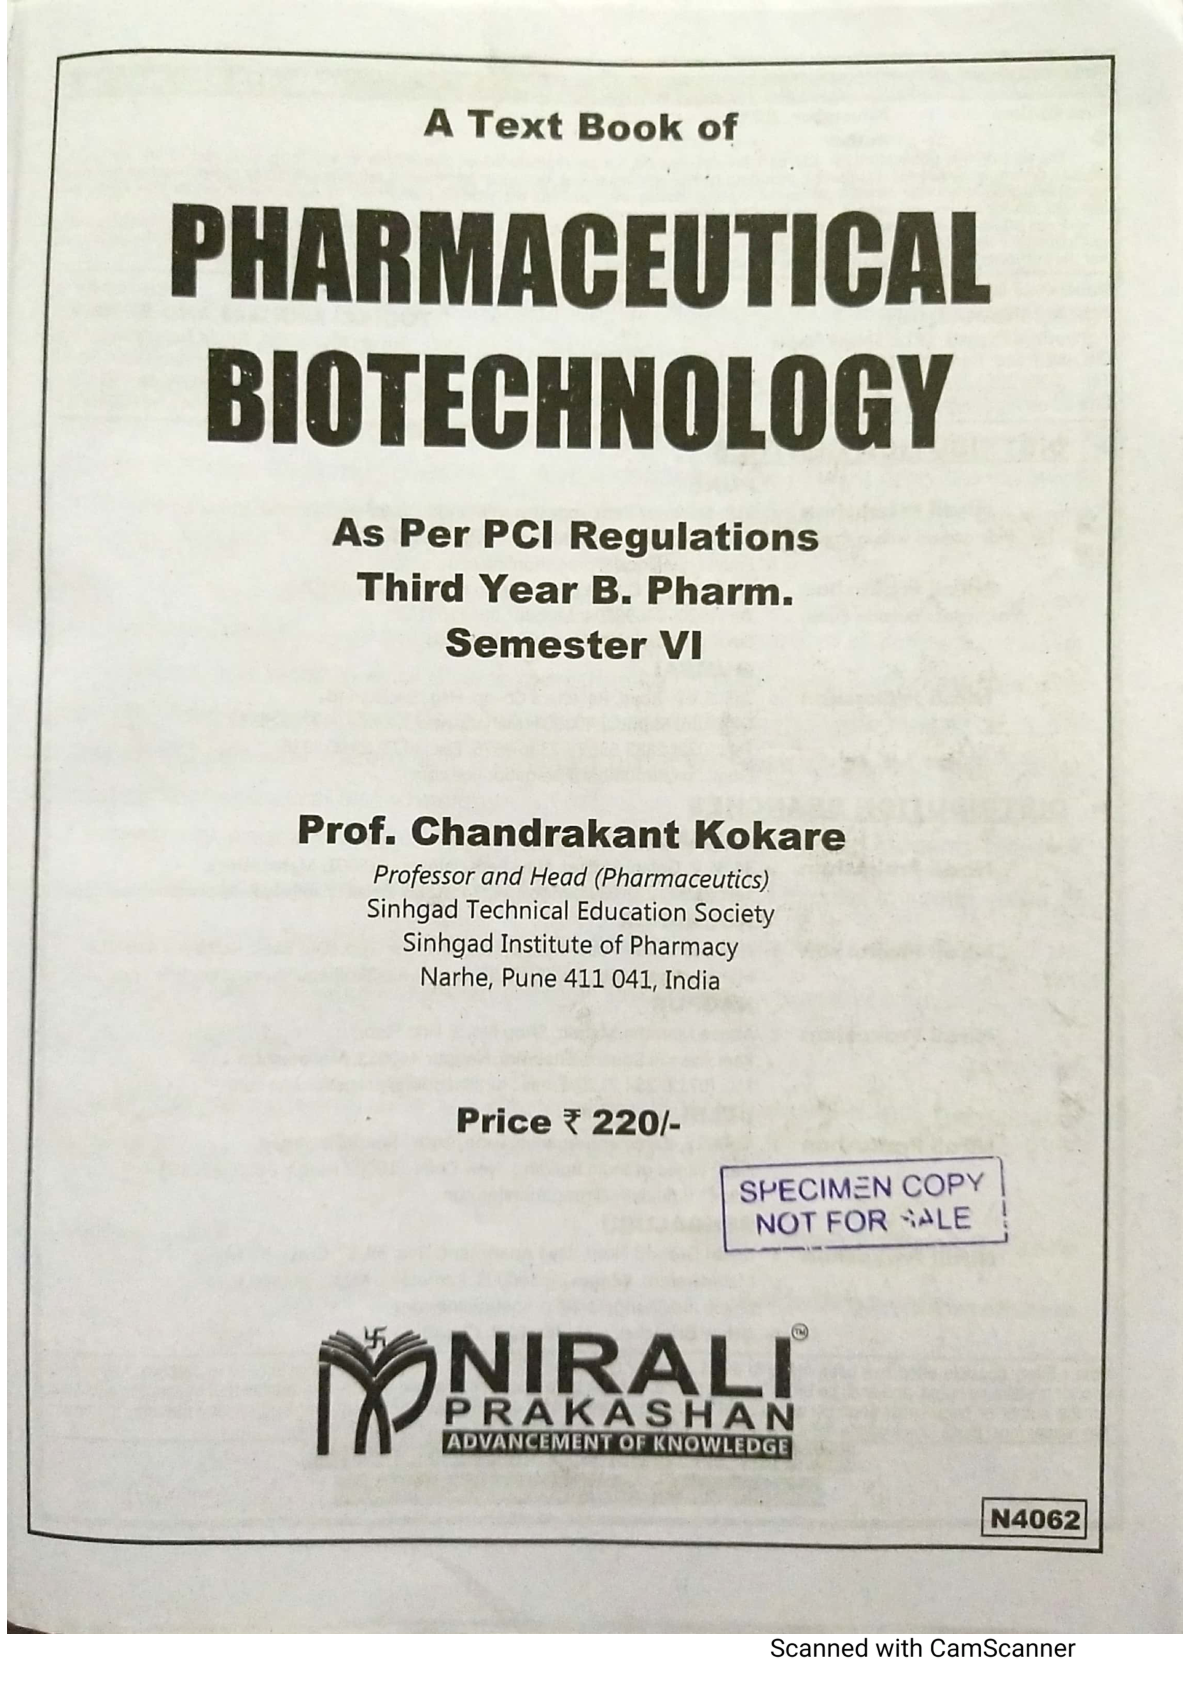 A Text Book of
PHARMACEUTICAL
BIOTECHNOLOGY
As Per PCI Regulations
Third Year B. Pharm.
Semester VI
Prof. Chandrakant Kokare
Professor and Head (Pharmaceutics)
Sinhgad Technical Education Society
Sinhgad Institute of Pharmacy
Narhe, Pune 411 041, India
Price ₹ 220/-
SPECIMEN COPY
NOT FOR SALE
NIRALI
TM
PRAKASHAN
ADVANCEMENT OF KNOWLEDGE
N4062
Scanned with CamScanner